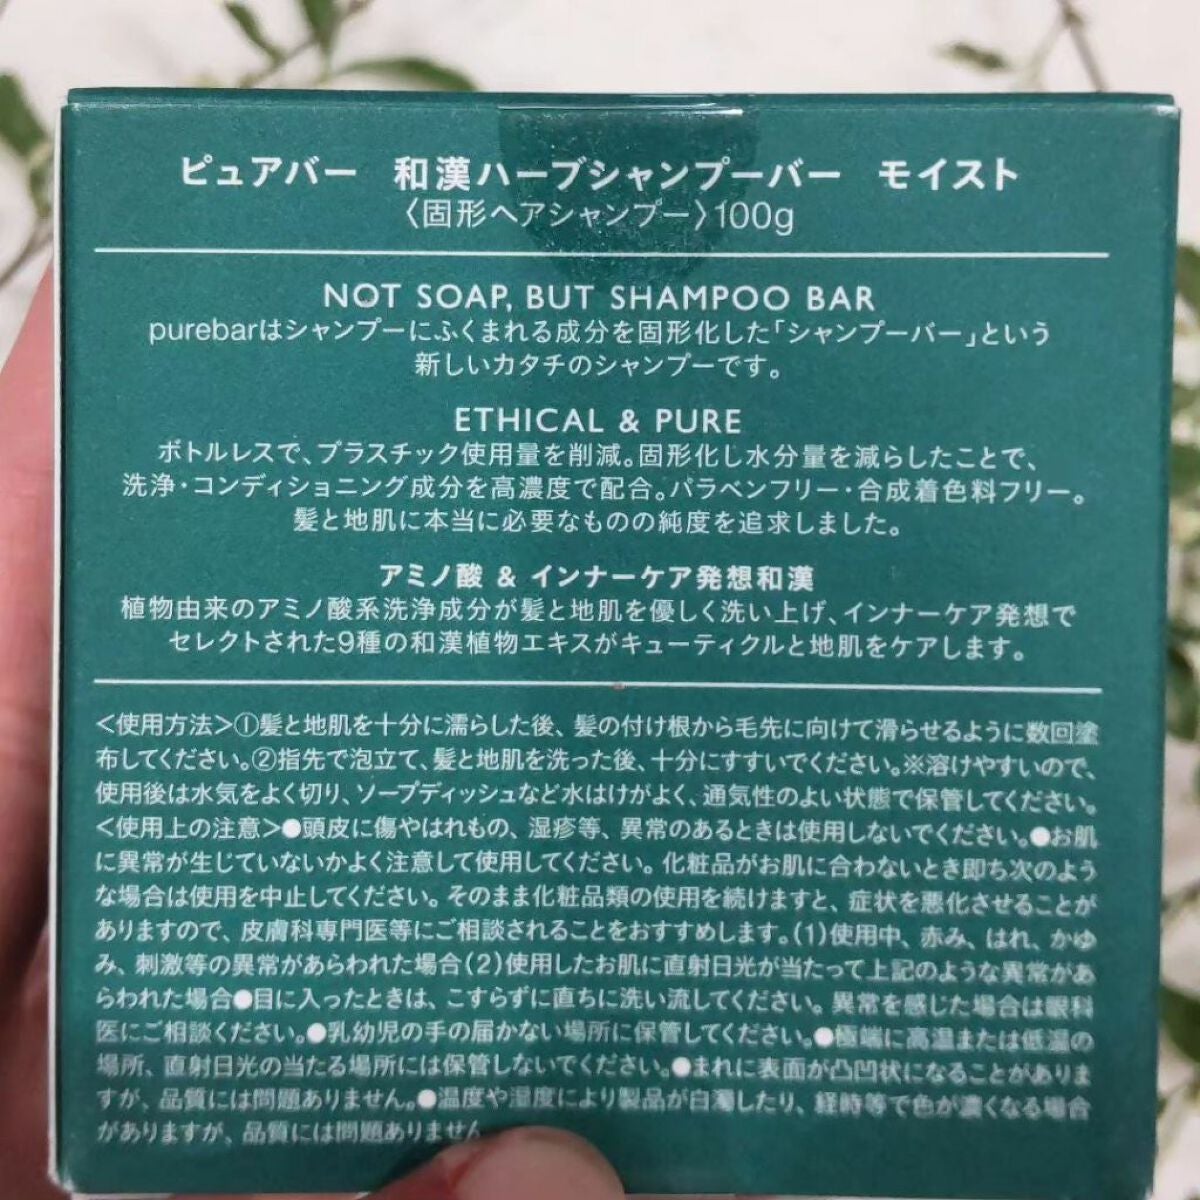 ピュアバー 和漢ハーブシャンプーバー モイスト
〈固形ヘアシャンプー〉100g
NOT SOAP, BUT SHAMPOO BAR
purebarはシャンプーにふくまれる成分を固形化した「シャンプーバー」という
新しいカタチのシャンプーです。
ETHICAL & PURE
ボトルレスで、プラスチック使用量を削減。固形化し水分量を減らしたことで、
洗浄・コンディショニング成分を高濃度で配合。パラベンフリー・合成着色料フリー。
髪と地肌に本当に必要なものの純度を追求しました。
アミノ酸 & インナーケア発想和漢
植物由来のアミノ酸系洗浄成分が髪と地肌を優しく洗い上げ、インナーケア発想で
セレクトされた9種の和漢植物エキスがキューティクルと地肌をケアします。
<使用方法>①髪と地肌を十分に濡らした後、髪の付け根から毛先に向けて滑らせるように数回塗
布してください。②指先で泡立て、髪と地肌を洗った後、十分にすすいでください。※溶けやすいので、
使用後は水気をよく切り、ソープディッシュなど水はけがよく、通気性のよい状態で保管してください。
<使用上の注意>●頭皮に傷やはれもの、湿疹等、異常のあるときは使用しないでください。●お肌
に異常が生じていないかよく注意して使用してください。化粧品がお肌に合わないとき即ち次のよう
な場合は使用を中止してください。そのまま化粧品類の使用を続けますと、症状を悪化させることが
ありますので、皮膚科専門医等にご相談されることをおすすめします。(1)使用中、赤み、はれ、かゆ
み、刺激等の異常があらわれた場合(2)使用したお肌に直射日光が当たって上記のような異常があ
らわれた場合●目に入ったときは、こすらずに直ちに洗い流してください。異常を感じた場合は眼科
医にご相談ください。●乳幼児の手の届かない場所に保管してください。●極端に高温または低温の
場所、直射日光の当たる場所には保管しないでください。●まれに表面が凸凹状になることがありま
すが、品質には問題ありません。●温度や湿度により製品が白濁したり、経時等で色が濃くなる場合
がありますが、品質には問題ありません